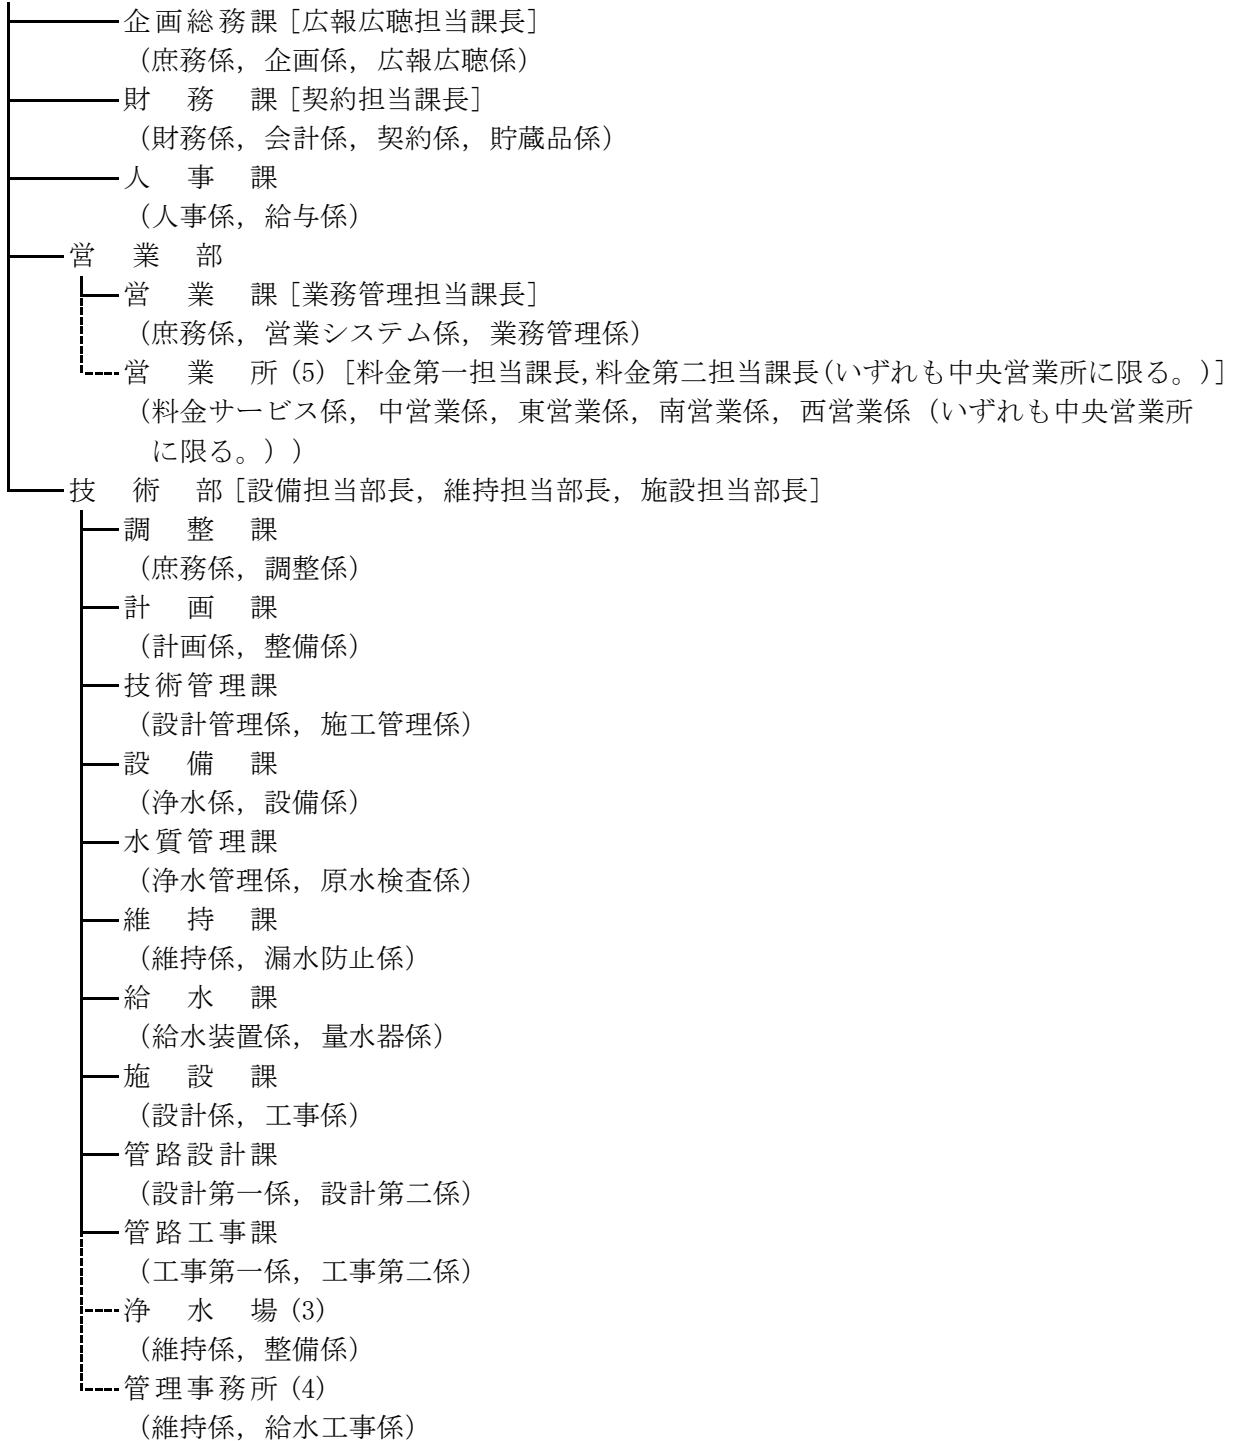 企画総務課［広報広聴担当課長］
（庶務係，企画係，広報広聴係）
財　務　課［契約担当課長］
（財務係，会計係，契約係，貯蔵品係）
人　事　課
（人事係，給与係）
営　業　部
営　業　課［業務管理担当課長］
（庶務係，営業システム係，業務管理係）
営　業　所（5）［料金第一担当課長,料金第二担当課長（いずれも中央営業所に限る。）］
（料金サービス係，中営業係，東営業係，南営業係，西営業係（いずれも中央営業所
に限る。））
技　術　部［設備担当部長，維持担当部長，施設担当部長］
調　整　課
（庶務係，調整係）
計　画　課
（計画係，整備係）
技術管理課
（設計管理係，施工管理係）
設　備　課
（浄水係，設備係）
水質管理課
（浄水管理係，原水検査係）
維　持　課
（維持係，漏水防止係）
給　水　課
（給水装置係，量水器係）
施　設　課
（設計係，工事係）
管路設計課
（設計第一係，設計第二係）
管路工事課
（工事第一係，工事第二係）
浄　水　場（3）
（維持係，整備係）
管理事務所（4）
（維持係，給水工事係）